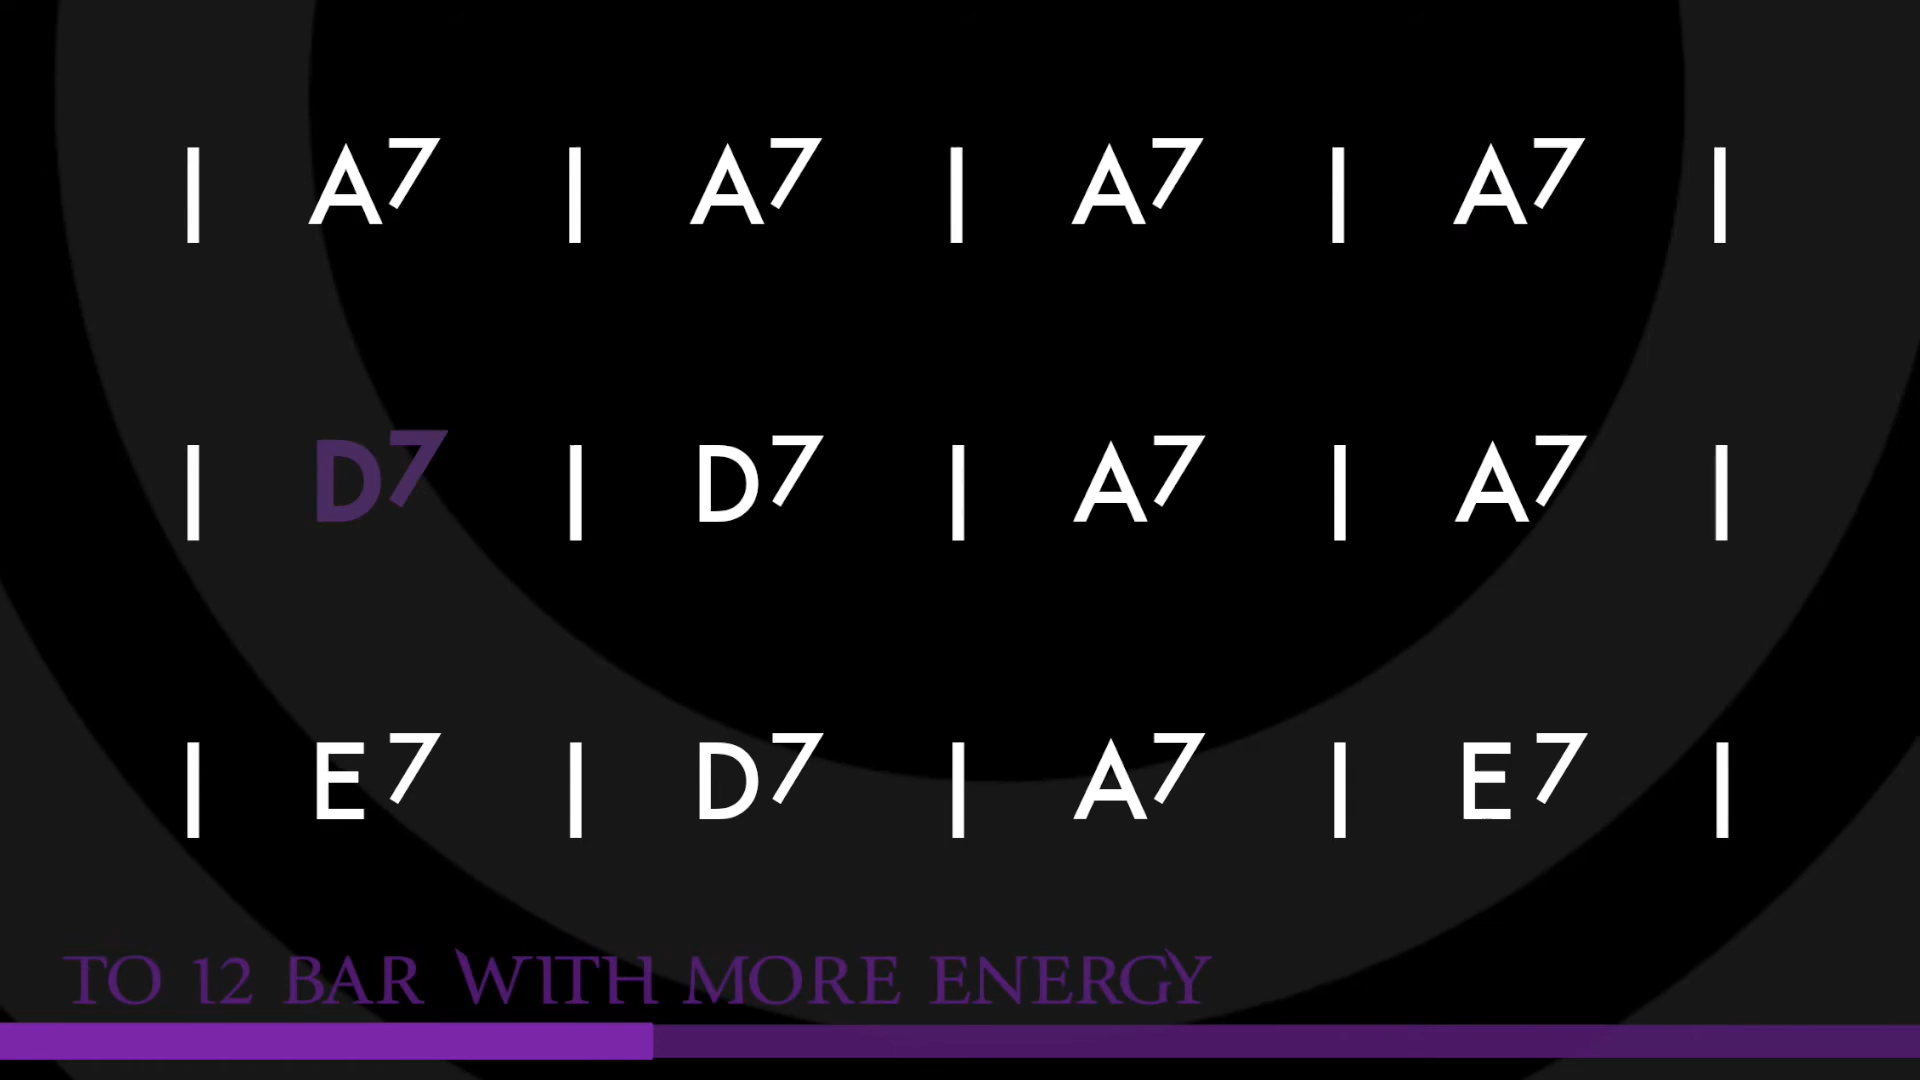 | A7 | A7 | A7 | A7 |
| D7 | D7 | A7 | A7 |
| E7 | D7 | A7 | E7 |
TO 12 BAR WITH MORE ENERGY